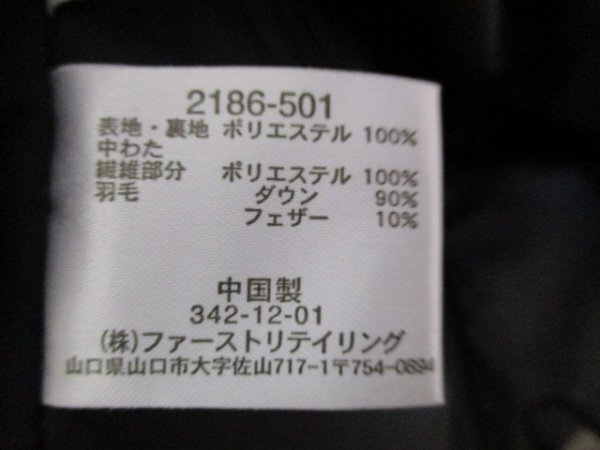 2186-501
表地・裏地 ポリエステル 100%
中わた
繊維部分 ポリエステル 100%
羽毛 ダウン 90%
フェザー 10%
中国製
342-12-01
(株)ファーストリテイリング
山口県山口市大字佐山717-1〒754-0894